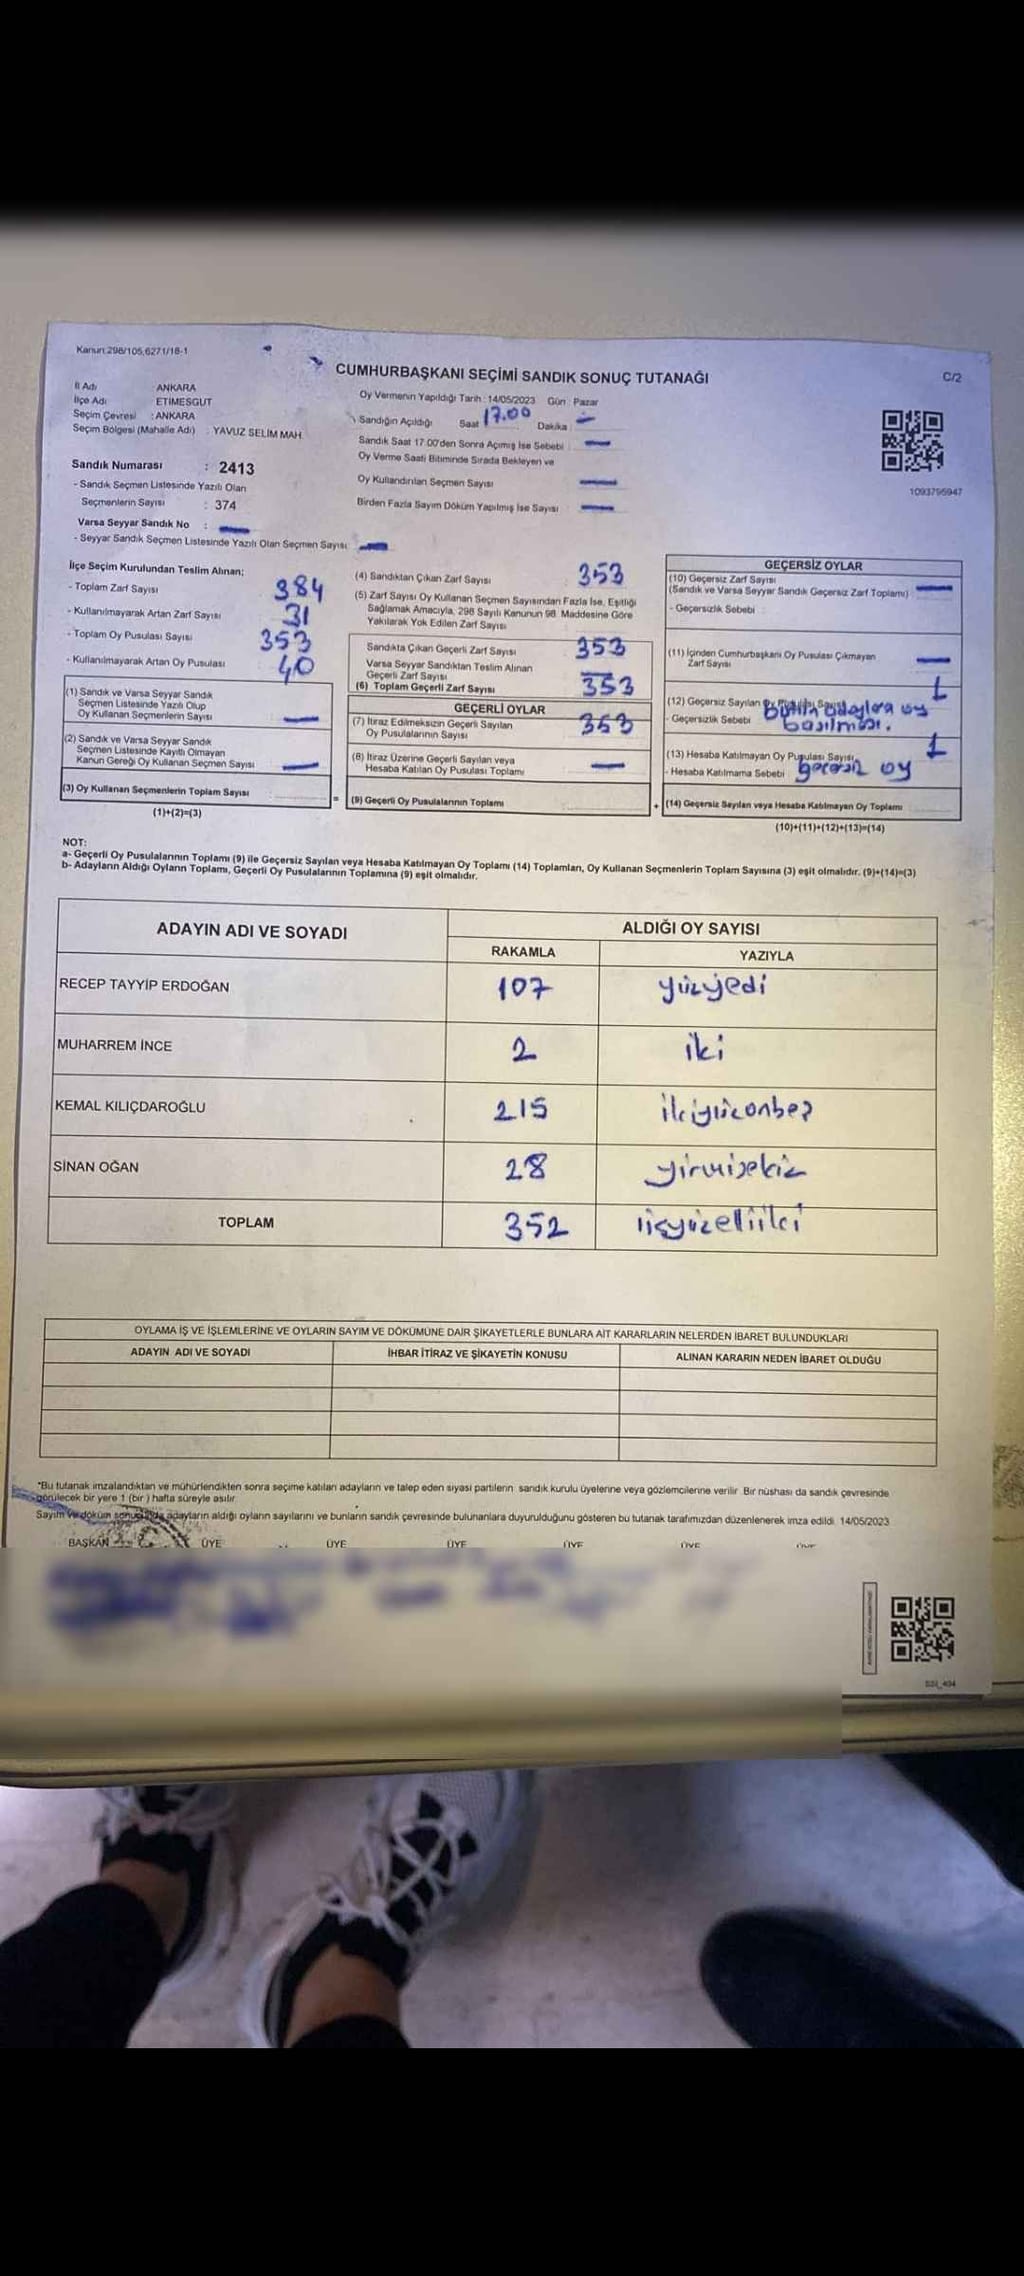 Kanun:298/105,6271/18-1
CUMHURBAŞKANI SEÇİMİ SANDIK SONUÇ TUTANAĞI
C/2
İl Adı ANKARA
İlçe Adı ETİMESGUT
Seçim Çevresi : ANKARA
Seçim Bölgesi (Mahalle Adı) : YAVUZ SELİM MAH.
Sandık Numarası : 2413
- Sandık Seçmen Listesinde Yazılı Olan
Seçmenlerin Sayısı : 374
Varsa Seyyar Sandık No :
- Seyyar Sandık Seçmen Listesinde Yazılı Olan Seçmen Sayısı
Oy Vermenin Yapıldığı Tarih : 14/05/2023 Gün : Pazar
Sandığın Açıldığı Saat 17.00 Dakika :
Sandık Saat 17.00'den Sonra Açımış İse Sebebi
Oy Verme Saati Bitiminde Sırada Bekleyen ve
Oy Kullandırılan Seçmen Sayısı
Birden Fazla Sayım Döküm Yapılmış İse Sayısı
1093795947
İlçe Seçim Kurulundan Teslim Alınan;
- Toplam Zarf Sayısı 384
- Kullanılmayarak Artan Zarf Sayısı 31
- Toplam Oy Pusulası Sayısı 353
- Kullanılmayarak Artan Oy Pusulası 40
(1) Sandık ve Varsa Seyyar Sandık
Seçmen Listesinde Yazılı Olup
Oy Kullanan Seçmenlerin Sayısı
(2) Sandık ve Varsa Seyyar Sandık
Seçmen Listesinde Kayıtlı Olmayan
Kanun Gereği Oy Kullanan Seçmen Sayısı
(3) Oy Kullanan Seçmenlerin Toplam Sayısı
(1)+(2)=(3)
=
(4) Sandıktan Çıkan Zarf Sayısı 353
(5) Zarf Sayısı Oy Kullanan Seçmen Sayısından Fazla İse, Eşitliği
Sağlamak Amacıyla, 298 Sayılı Kanunun 98. Maddesine Göre
Yakılarak Yok Edilen Zarf Sayısı
Sandıkta Çıkan Geçerli Zarf Sayısı 353
Varsa Seyyar Sandıktan Teslim Alınan
Geçerli Zarf Sayısı
(6) Toplam Geçerli Zarf Sayısı 353
GEÇERLİ OYLAR
(7) İtiraz Edilmeksizin Geçerli Sayılan
Oy Pusulalarının Sayısı 353
(8) İtiraz Üzerine Geçerli Sayılan veya
Hesaba Katılan Oy Pusulası Toplamı
(9) Geçerli Oy Pusulalarının Toplamı
+
GEÇERSİZ OYLAR
(10) Geçersiz Zarf Sayısı
(Sandık ve Varsa Seyyar Sandık Geçersiz Zarf Toplamı)
- Geçersizlik Sebebi
(11) İçinden Cumhurbaşkanı Oy Pusulası Çıkmayan
Zarf Sayısı
(12) Geçersiz Sayılan Oy Pusulası Sayısı 1
- Geçersizlik Sebebi bütün adaylara oy
basılması.
(13) Hesaba Katılmayan Oy Pusulası Sayısı 1
- Hesaba Katılmama Sebebi geçersiz oy
(14) Geçersiz Sayılan veya Hesaba Katılmayan Oy Toplamı
(10)+(11)+(12)+(13)=(14)
NOT:
a- Geçerli Oy Pusulalarının Toplamı (9) ile Geçersiz Sayılan veya Hesaba Katılmayan Oy Toplamı (14) Toplamları, Oy Kullanan Seçmenlerin Toplam Sayısına (3) eşit olmalıdır. (9)+(14)=(3)
b- Adayların Aldığı Oyların Toplamı, Geçerli Oy Pusulalarının Toplamına (9) eşit olmalıdır.
ADAYIN ADI VE SOYADI ALDIĞI OY SAYISI
RAKAMLA YAZIYLA
RECEP TAYYİP ERDOĞAN 107 yüzyedi
MUHARREM İNCE 2 iki
KEMAL KILIÇDAROĞLU 215 ikiyüzonbeş
SİNAN OĞAN 28 yirmisekiz
TOPLAM 352 üçyüzelliiki
OYLAMA İŞ VE İŞLEMLERİNE VE OYLARIN SAYIM VE DÖKÜMÜNE DAİR ŞİKAYETLERLE BUNLARA AİT KARARLARIN NELERDEN İBARET BULUNDUKLARI
ADAYIN ADI VE SOYADI İHBAR İTİRAZ VE ŞİKAYETİN KONUSU ALINAN KARARIN NEDEN İBARET OLDUĞU
*Bu tutanak imzalandıktan ve mühürlendikten sonra seçime katılan adayların ve talep eden siyasi partilerin sandık kurulu üyelerine veya gözlemcilerine verilir. Bir nüshası da sandık çevresinde
görülecek bir yere 1 (bir ) hafta süreyle asılır
Sayım ve döküm sonucunda adayların aldığı oyların sayılarını ve bunların sandık çevresinde bulunanlara duyurulduğunu gösteren bu tutanak tarafımızdan düzenlenerek imza edildi. 14/05/2023
BAŞKAN ÜYE ÜYE ÜYE ÜYE ÜYE